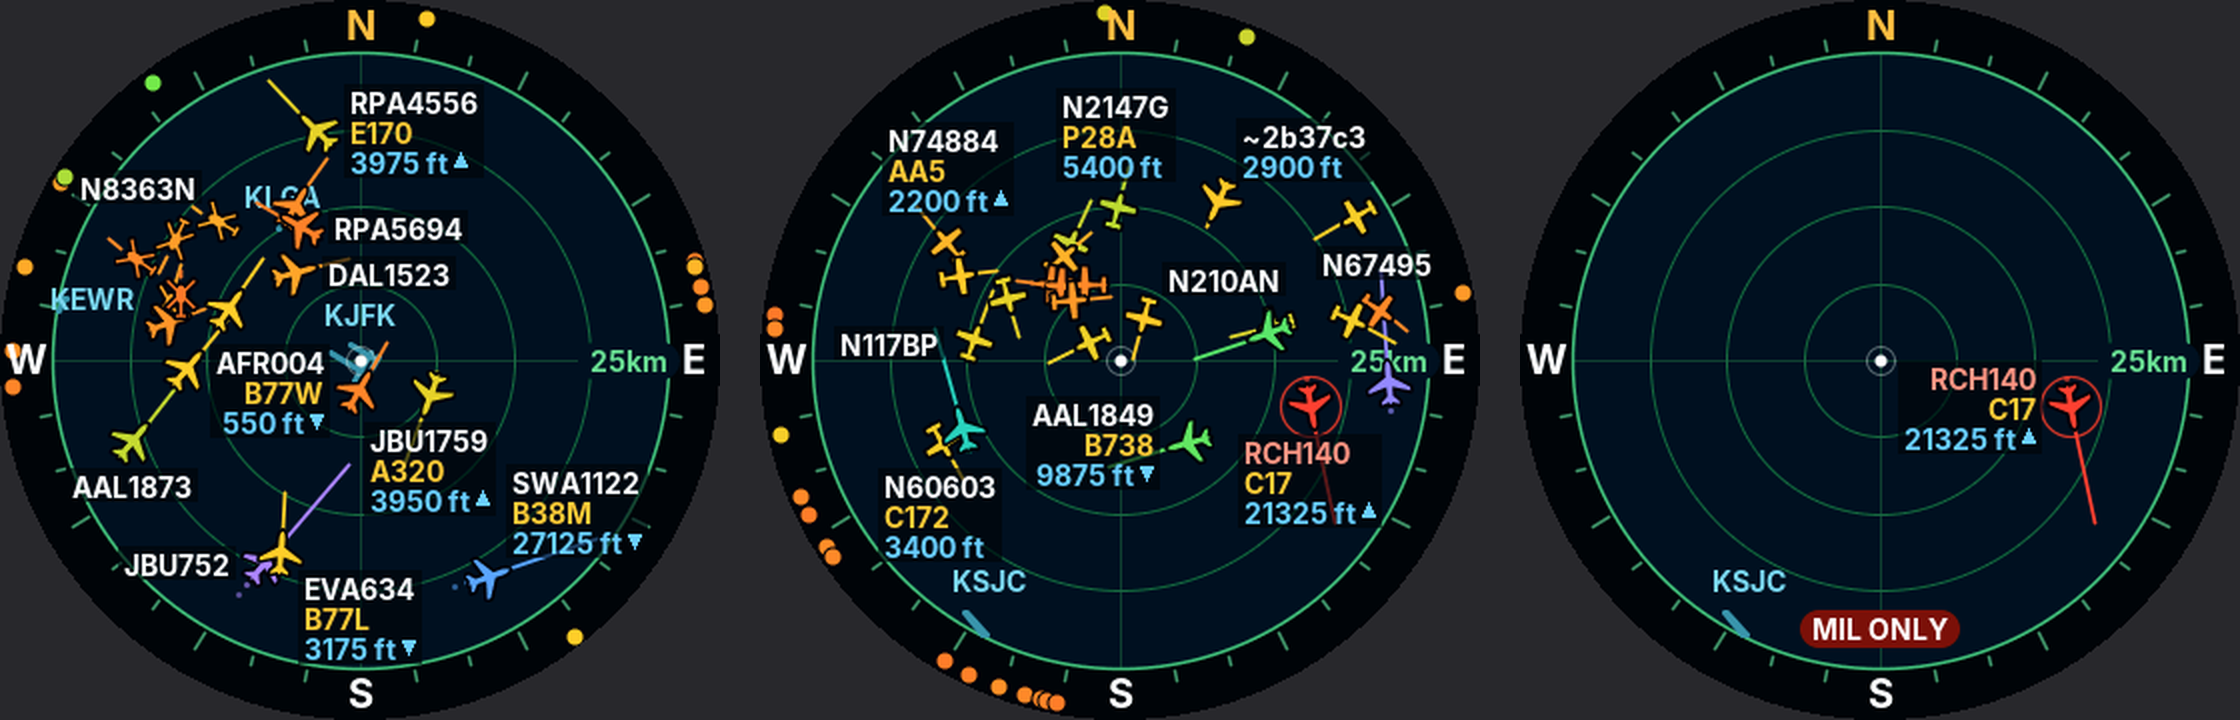 N
RPA4556
E170
3975 ft▲
N8363N
KLGA
RPA5694
DAL1523
KEWR
KJFK
W
AFR004
B77W
550 ft▼
25km
E
JBU1759
A320
3950 ft▲
AAL1873
SWA1122
B38M
27125 ft▼
JBU752
EVA634
B77L
3175 ft▼
S
N
N2147G
P28A
5400 ft
N74884
AA5
2200 ft▲
~2b37c3
2900 ft
N67495
N210AN
N117BP
W
25km
E
AAL1849
B738
9875 ft▼
RCH140
C17
21325 ft▲
N60603
C172
3400 ft
KSJC
S
N
W
RCH140
C17
21325 ft▲
25km
E
KSJC
MIL ONLY
S